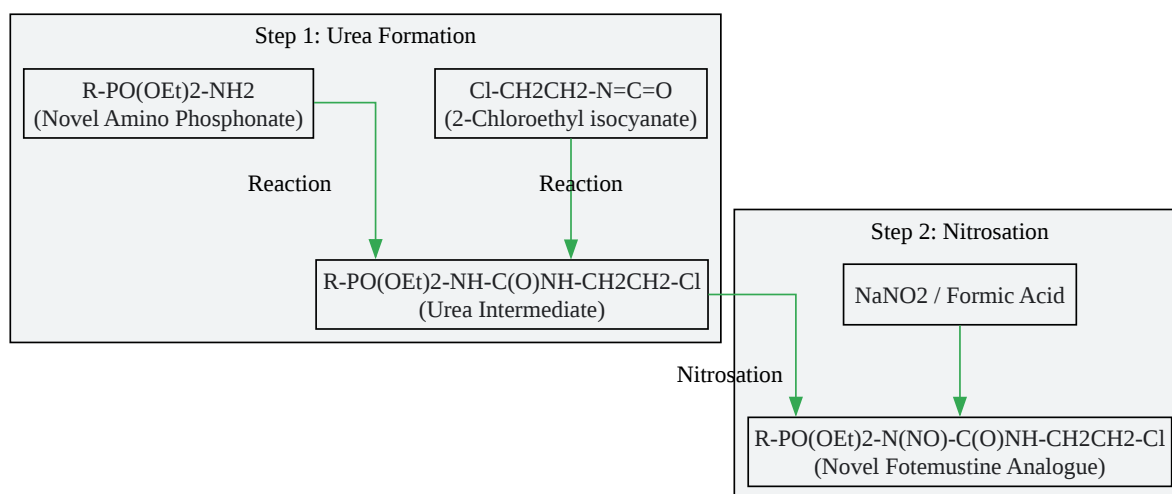 Step 1: Urea Formation
R-PO(OEt)2-NH2
(Novel Amino Phosphonate)
Cl-CH2CH2-N=C=O
(2-Chloroethyl isocyanate)
Reaction
Reaction
R-PO(OEt)2-NH-C(O)NH-CH2CH2-Cl
(Urea Intermediate)
Step 2: Nitrosation
NaNO2 / Formic Acid
Nitrosation
R-PO(OEt)2-N(NO)-C(O)NH-CH2CH2-Cl
(Novel Fotemustine Analogue)